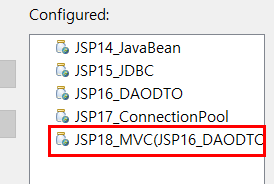 Configured:
JSP14_JavaBean
JSP15_JDBC
JSP16_DAODTO
JSP17_ConnectionPool
JSP18_MVC(JSP16_DAODTO